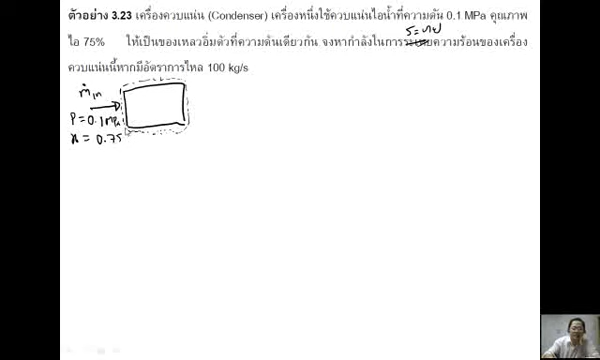 ระบาย
ตัวอย่าง 3.23 เครื่องควบแน่น (Condenser) เครื่องหนึ่งใช้ควบแน่นไอน้ำที่ความดัน 0.1 MPa คุณภาพ
ไอ 75% ให้เป็นของเหลวอิ่มตัวที่ความดันเดียวกัน จงหากำลังในการระบายความร้อนของเครื่อง
ควบแน่นนี้หากมีอัตราการไหล 100 kg/s
ṁin
P = 0.1 MPa
x = 0.75